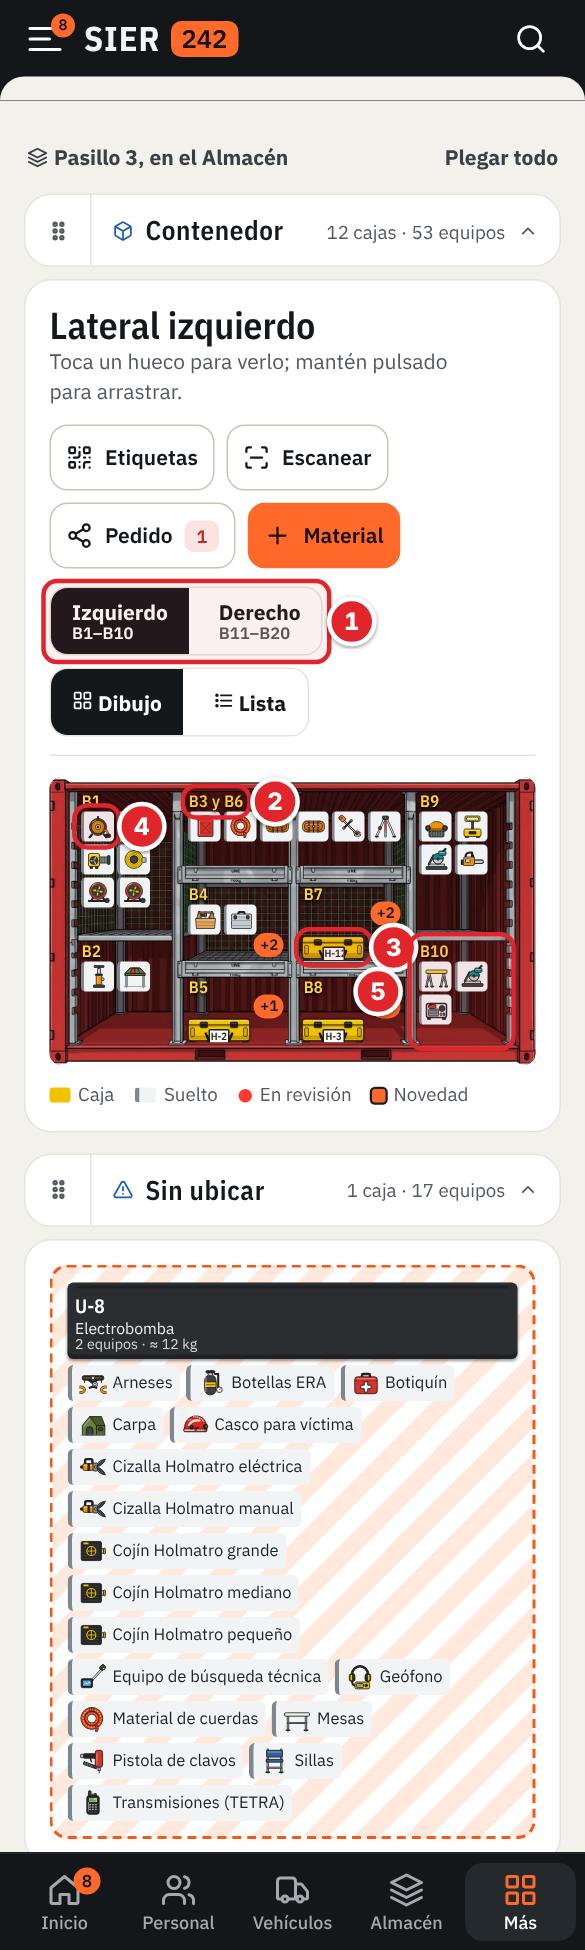 8
SIER 242
Pasillo 3, en el Almacén Plegar todo
Contenedor 12 cajas · 53 equipos
Lateral izquierdo
Toca un hueco para verlo; mantén pulsado
para arrastrar.
Etiquetas Escanear
Pedido 1 + Material
Izquierdo Derecho 1
B1–B10 B11–B20
Dibujo Lista
B1 B3 y B6 2 B9
4
B4 B7
+2
+2 H-12 3
B2 B10
5
B5 +1 B8
H-2 H-3
Caja Suelto En revisión Novedad
Sin ubicar 1 caja · 17 equipos
U-8
Electrobomba
2 equipos · ≈ 12 kg
Arneses Botellas ERA Botiquín
Carpa Casco para víctima
Cizalla Holmatro eléctrica
Cizalla Holmatro manual
Cojín Holmatro grande
Cojín Holmatro mediano
Cojín Holmatro pequeño
Equipo de búsqueda técnica Geófono
Material de cuerdas Mesas
Pistola de clavos Sillas
Transmisiones (TETRA)
8
Inicio Personal Vehículos Almacén Más